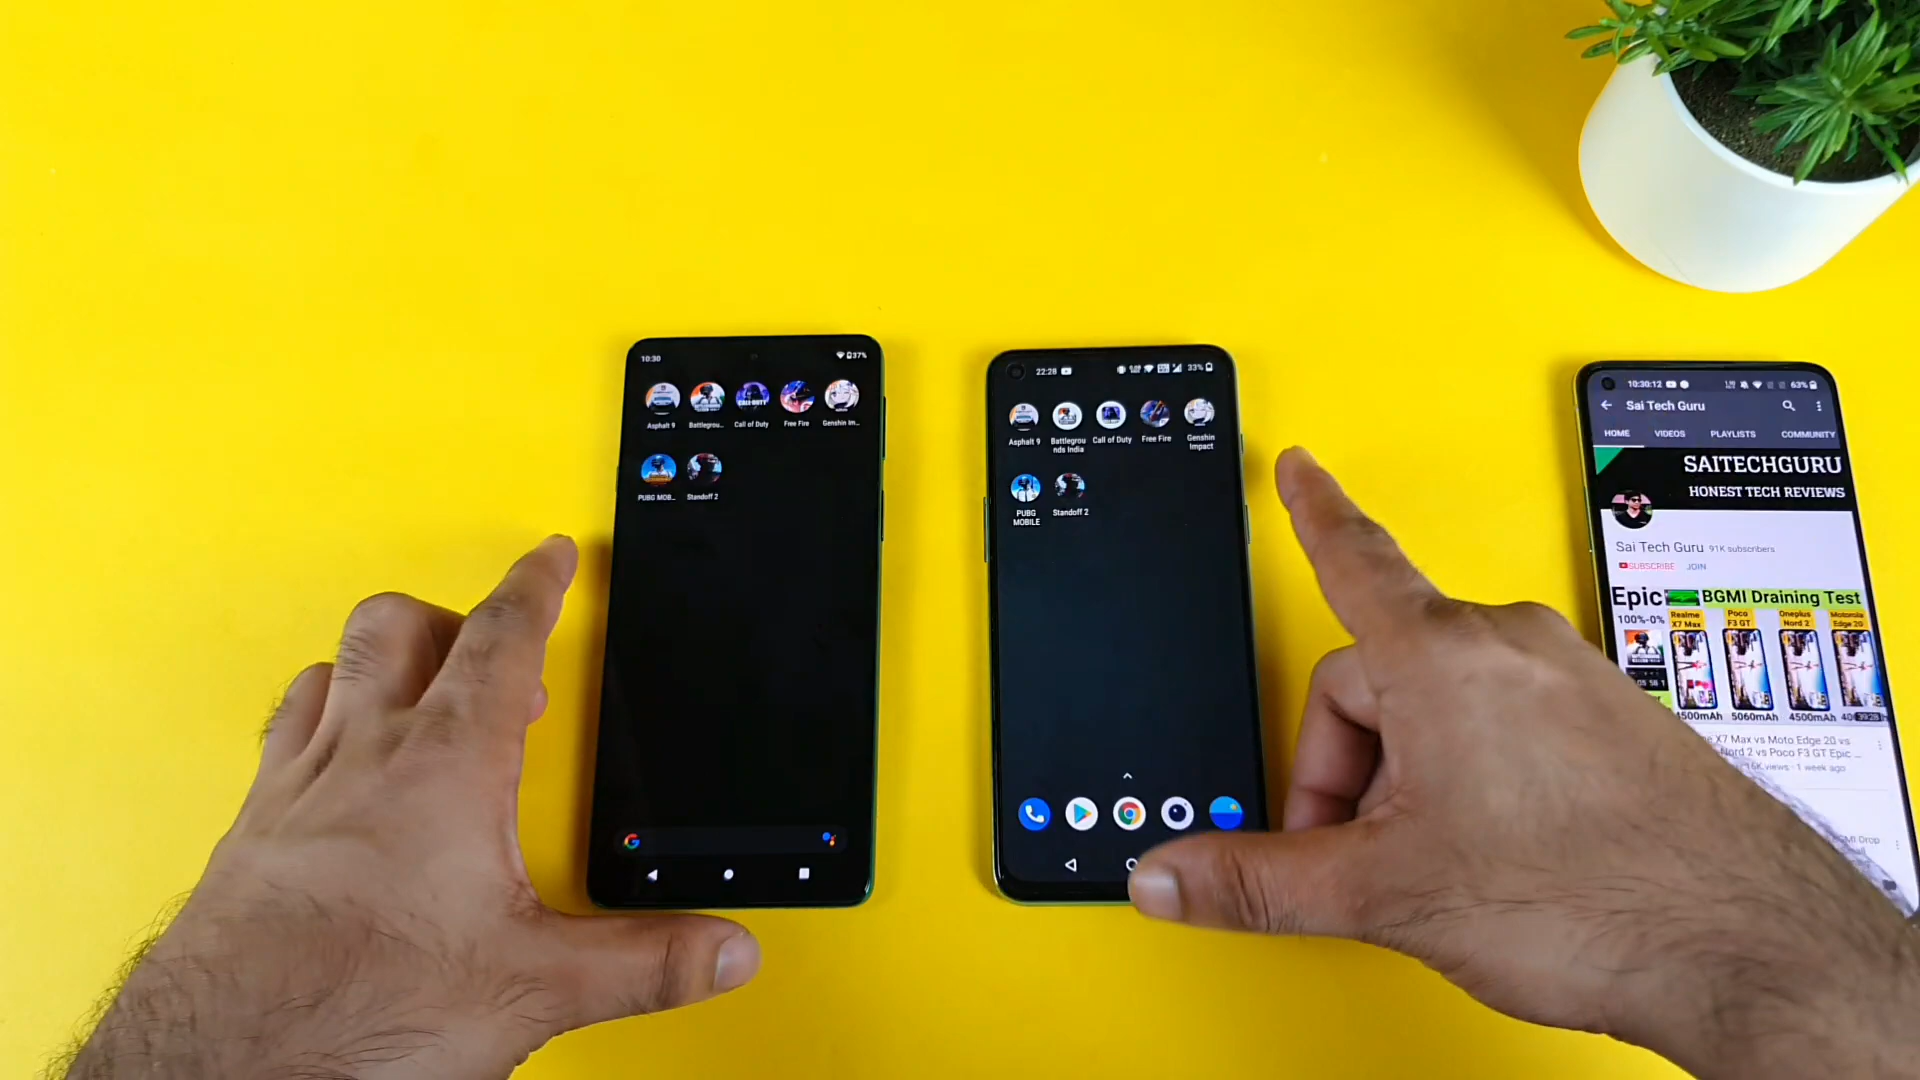 10:30
37%
Asphalt 9
Battlegrou...
Call of Duty
Free Fire
Genshin Im...
PUBG MOB...
Standoff 2
22:28
33%
Asphalt 9
Battlegrou
nds India
Call of Duty
Free Fire
Genshin
Impact
PUBG
MOBILE
Standoff 2
10:30:12
63%
Sai Tech Guru
HOME
VIDEOS
PLAYLISTS
COMMUNITY
SAITECHGURU
HONEST TECH REVIEWS
Sai Tech Guru 91K subscribers
SUBSCRIBE JOIN
Epic BGMI Draining Test
100%-0%
Realme
X7 Max
Poco
F3 GT
Oneplus
Nord 2
Motorola
Edge 20
4500mAh
5060mAh
4500mAh
X7 Max vs Moto Edge 20 vs
Nord 2 vs Poco F3 GT Epic ...
16K views · 1 week ago
BGMI Drop